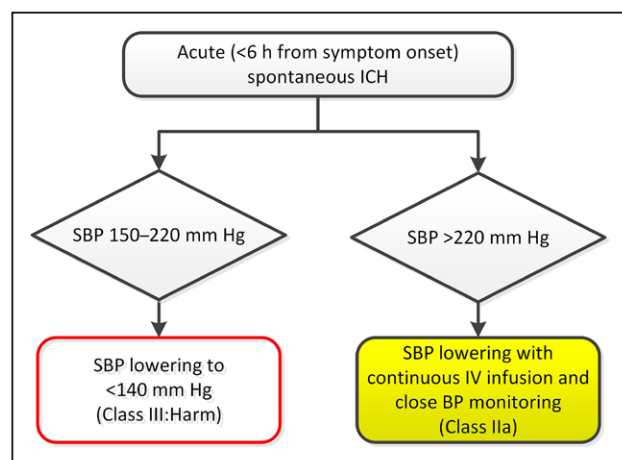 Acute (<6 h from symptom onset)
spontaneous ICH
SBP 150–220 mm Hg
SBP >220 mm Hg
SBP lowering to
<140 mm Hg
(Class III:Harm)
SBP lowering with
continuous IV infusion and
close BP monitoring
(Class IIa)